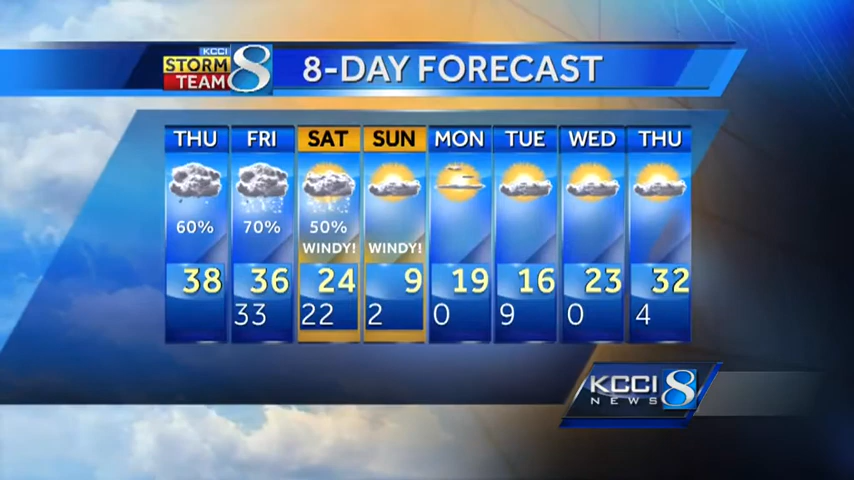 KCCI
STORM
TEAM 8
8-DAY FORECAST
THU FRI SAT SUN MON TUE WED THU
60% 70% 50%
WINDY! WINDY!
38 36 24 9 19 16 23 32
33 22 2 0 9 0 4
KCCI 8
NEWS